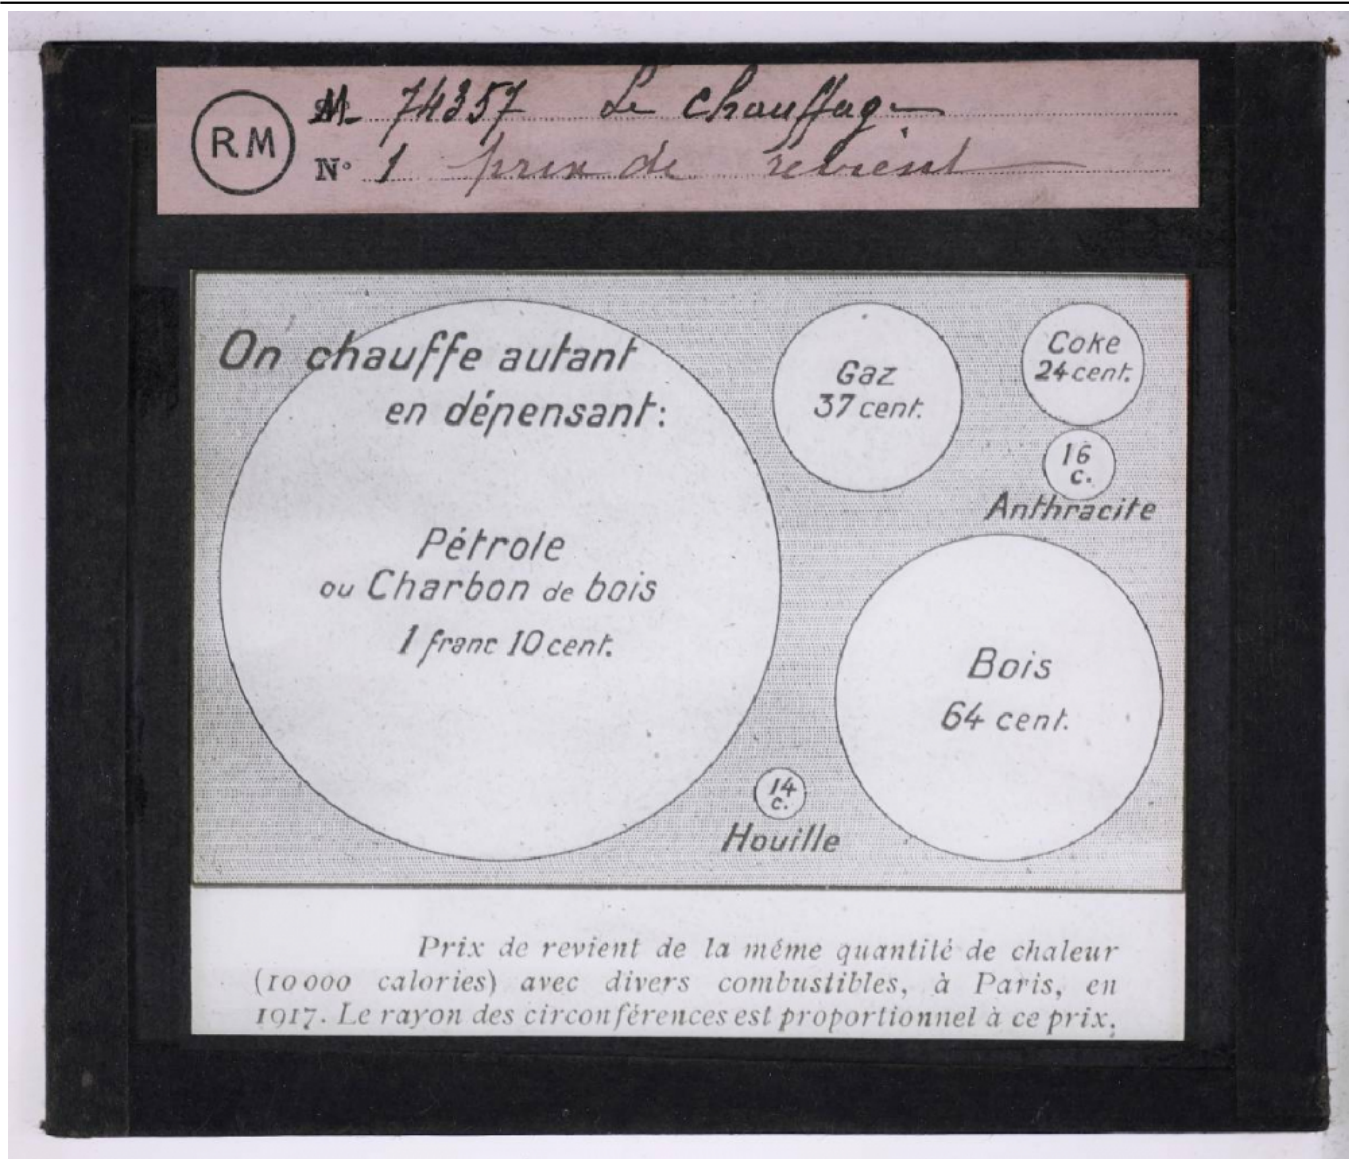 RM
M 74357 Le chauffage
N° 1 prix de revient
On chauffe autant
en dépensant:
Pétrole
ou Charbon de bois
1 franc 10 cent.
Gaz
37 cent.
Coke
24 cent.
16
c.
Anthracite
Bois
64 cent.
14
c.
Houille
Prix de revient de la même quantité de chaleur
(10 000 calories) avec divers combustibles, à Paris, en
1917. Le rayon des circonférences est proportionnel à ce prix.